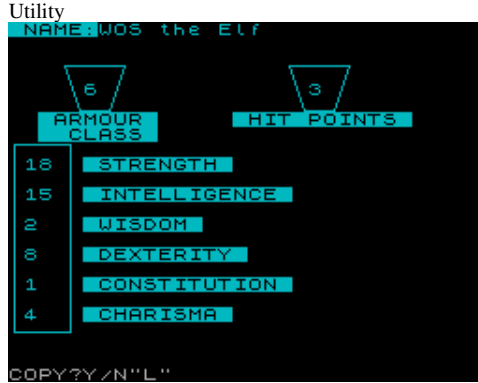 Utility
NAME:WOS the Elf
6 3
ARMOUR CLASS HIT POINTS
18 STRENGTH
15 INTELLIGENCE
2 WISDOM
8 DEXTERITY
1 CONSTITUTION
4 CHARISMA
COPY?Y/N"L"